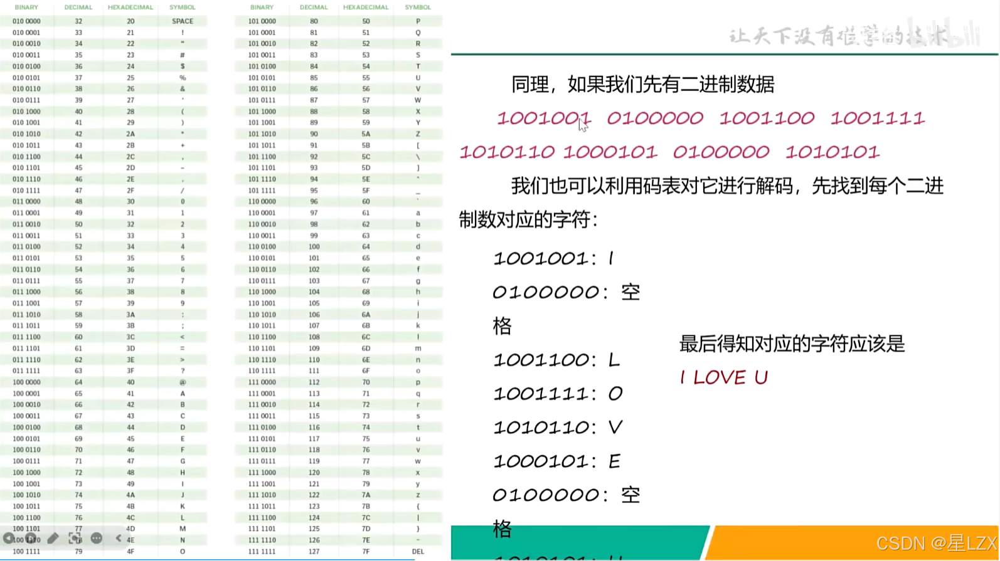 BINARY DECIMAL HEXADECIMAL SYMBOL
010 0000 32 20 SPACE
010 0001 33 21 !
010 0010 34 22 "
010 0011 35 23 #
010 0100 36 24 $
010 0101 37 25 %
010 0110 38 26 &
010 0111 39 27 '
010 1000 40 28 (
010 1001 41 29 )
010 1010 42 2A *
010 1011 43 2B +
010 1100 44 2C ,
010 1101 45 2D -
010 1110 46 2E .
010 1111 47 2F /
011 0000 48 30 0
011 0001 49 31 1
011 0010 50 32 2
011 0011 51 33 3
011 0100 52 34 4
011 0101 53 35 5
011 0110 54 36 6
011 0111 55 37 7
011 1000 56 38 8
011 1001 57 39 9
011 1010 58 3A :
011 1011 59 3B ;
011 1100 60 3C <
011 1101 61 3D =
011 1110 62 3E >
011 1111 63 3F ?
100 0000 64 40 @
100 0001 65 41 A
100 0010 66 42 B
100 0011 67 43 C
100 0100 68 44 D
100 0101 69 45 E
100 0110 70 46 F
100 0111 71 47 G
100 1000 72 48 H
100 1001 73 49 I
100 1010 74 4A J
100 1011 75 4B K
100 1100 76 4C L
100 1101 77 4D M
100 1110 78 4E N
100 1111 79 4F O
BINARY DECIMAL HEXADECIMAL SYMBOL
101 0000 80 50 P
101 0001 81 51 Q
101 0010 82 52 R
101 0011 83 53 S
101 0100 84 54 T
101 0101 85 55 U
101 0110 86 56 V
101 0111 87 57 W
101 1000 88 58 X
101 1001 89 59 Y
101 1010 90 5A Z
101 1011 91 5B [
101 1100 92 5C \
101 1101 93 5D ]
101 1110 94 5E ^
101 1111 95 5F _
110 0000 96 60 `
110 0001 97 61 a
110 0010 98 62 b
110 0011 99 63 c
110 0100 100 64 d
110 0101 101 65 e
110 0110 102 66 f
110 0111 103 67 g
110 1000 104 68 h
110 1001 105 69 i
110 1010 106 6A j
110 1011 107 6B k
110 1100 108 6C l
110 1101 109 6D m
110 1110 110 6E n
110 1111 111 6F o
111 0000 112 70 p
111 0001 113 71 q
111 0010 114 72 r
111 0011 115 73 s
111 0100 116 74 t
111 0101 117 75 u
111 0110 118 76 v
111 0111 119 77 w
111 1000 120 78 x
111 1001 121 79 y
111 1010 122 7A z
111 1011 123 7B {
111 1100 124 7C |
111 1101 125 7D }
111 1110 126 7E ~
111 1111 127 7F DEL
让天下没有难学的技术
bilibili
同理，如果我们先有二进制数据
1001001 0100000 1001100 1001111
1010110 1000101 0100000 1010101
我们也可以利用码表对它进行解码，先找到每个二进
制数对应的字符：
1001001：I
0100000：空
格
1001100：L
1001111：O
1010110：V
1000101：E
0100000：空
格
最后得知对应的字符应该是
I LOVE U
CSDN @星LZX